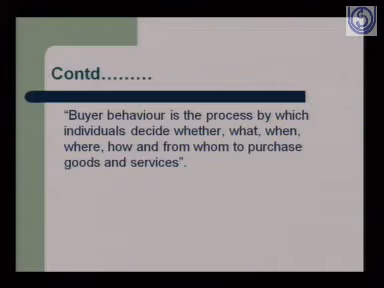 Contd………
“Buyer behaviour is the process by which
individuals decide whether, what, when,
where, how and from whom to purchase
goods and services”.